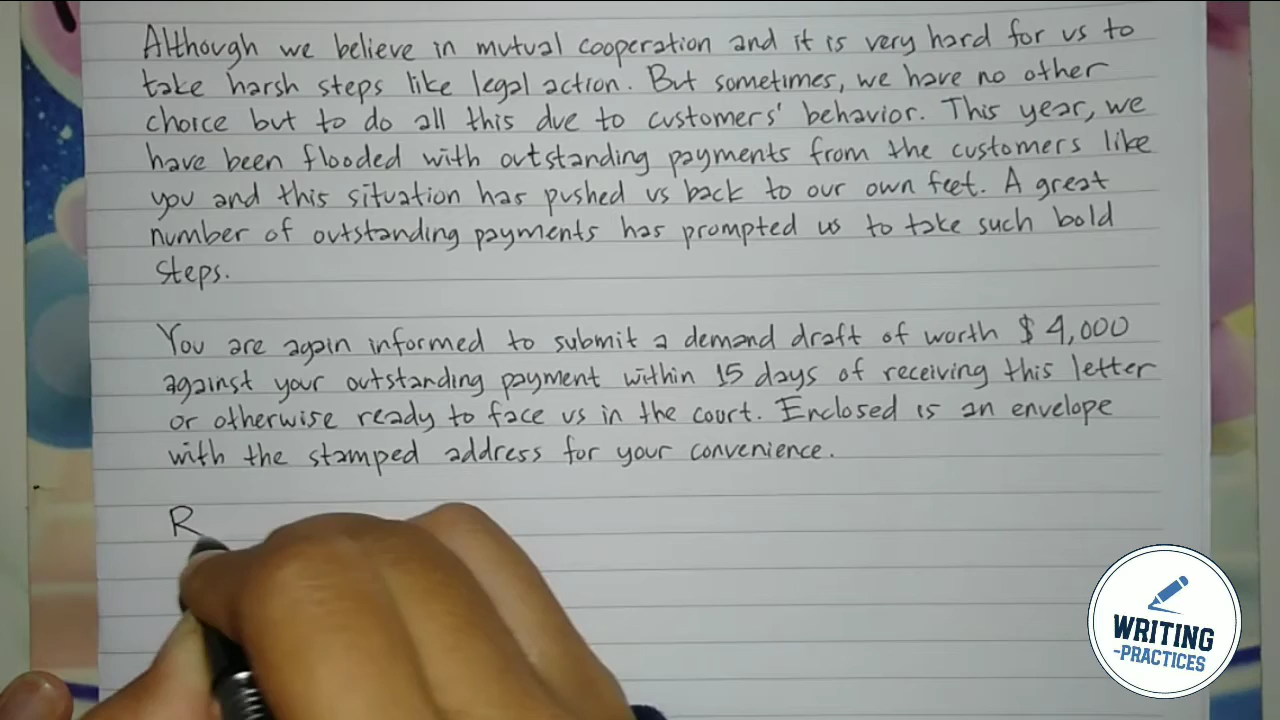 Although we believe in mutual cooperation and it is very hard for us to
take harsh steps like legal action. But sometimes, we have no other
choice but to do all this due to customers' behavior. This year, we
have been flooded with outstanding payments from the customers like
you and this situation has pushed us back to our own feet. A great
number of outstanding payments has prompted us to take such bold
steps.
You are again informed to submit a demand draft of worth $4,000
against your outstanding payment within 15 days of receiving this letter
or otherwise ready to face us in the court. Enclosed is an envelope
with the stamped address for your convenience.
R
WRITING
-PRACTICES